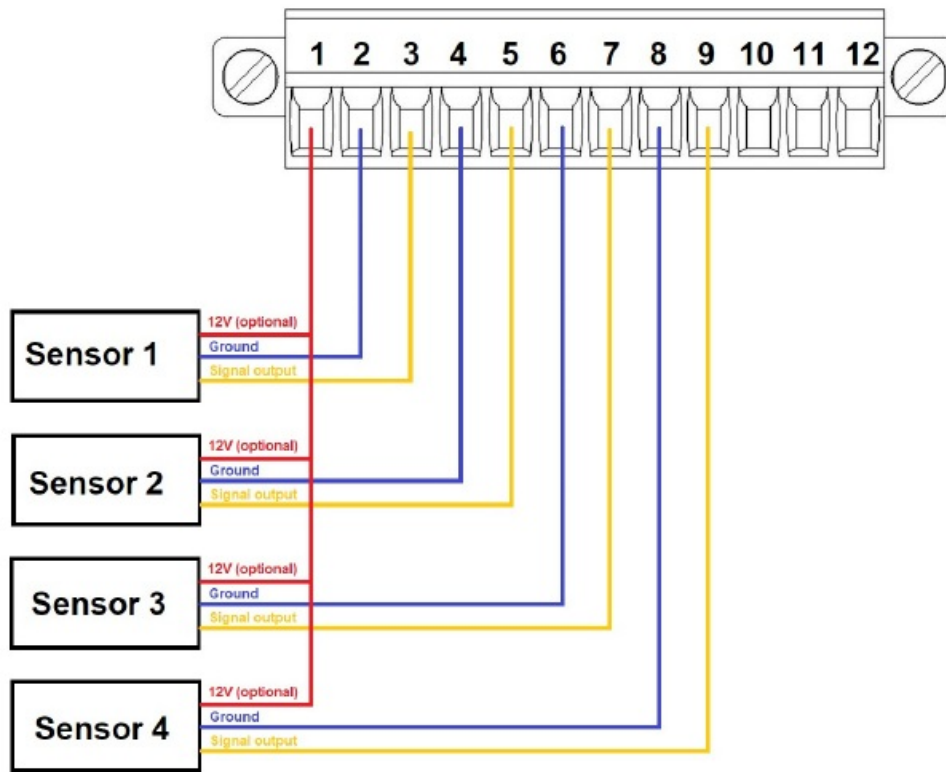 1 2 3 4 5 6 7 8 9 10 11 12
12V (optional)
Sensor 1
Ground
Signal output
12V (optional)
Sensor 2
Ground
Signal output
12V (optional)
Sensor 3
Ground
Signal output
12V (optional)
Sensor 4
Ground
Signal output